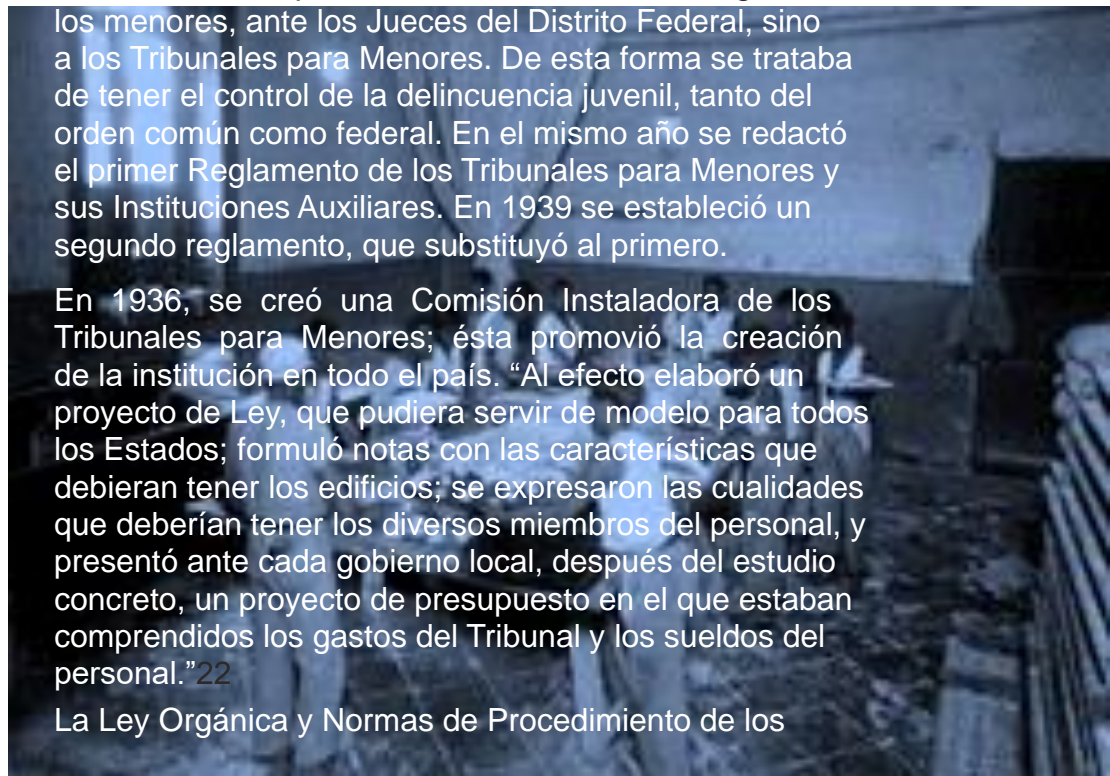 los menores, ante los Jueces del Distrito Federal, sino
a los Tribunales para Menores. De esta forma se trataba
de tener el control de la delincuencia juvenil, tanto del
orden común como federal. En el mismo año se redactó
el primer Reglamento de los Tribunales para Menores y
sus Instituciones Auxiliares. En 1939 se estableció un
segundo reglamento, que substituyó al primero.
En 1936, se creó una Comisión Instaladora de los
Tribunales para Menores; ésta promovió la creación
de la institución en todo el país. “Al efecto elaboró un
proyecto de Ley, que pudiera servir de modelo para todos
los Estados; formuló notas con las características que
debieran tener los edificios; se expresaron las cualidades
que deberían tener los diversos miembros del personal, y
presentó ante cada gobierno local, después del estudio
concreto, un proyecto de presupuesto en el que estaban
comprendidos los gastos del Tribunal y los sueldos del
personal.”22
La Ley Orgánica y Normas de Procedimiento de los